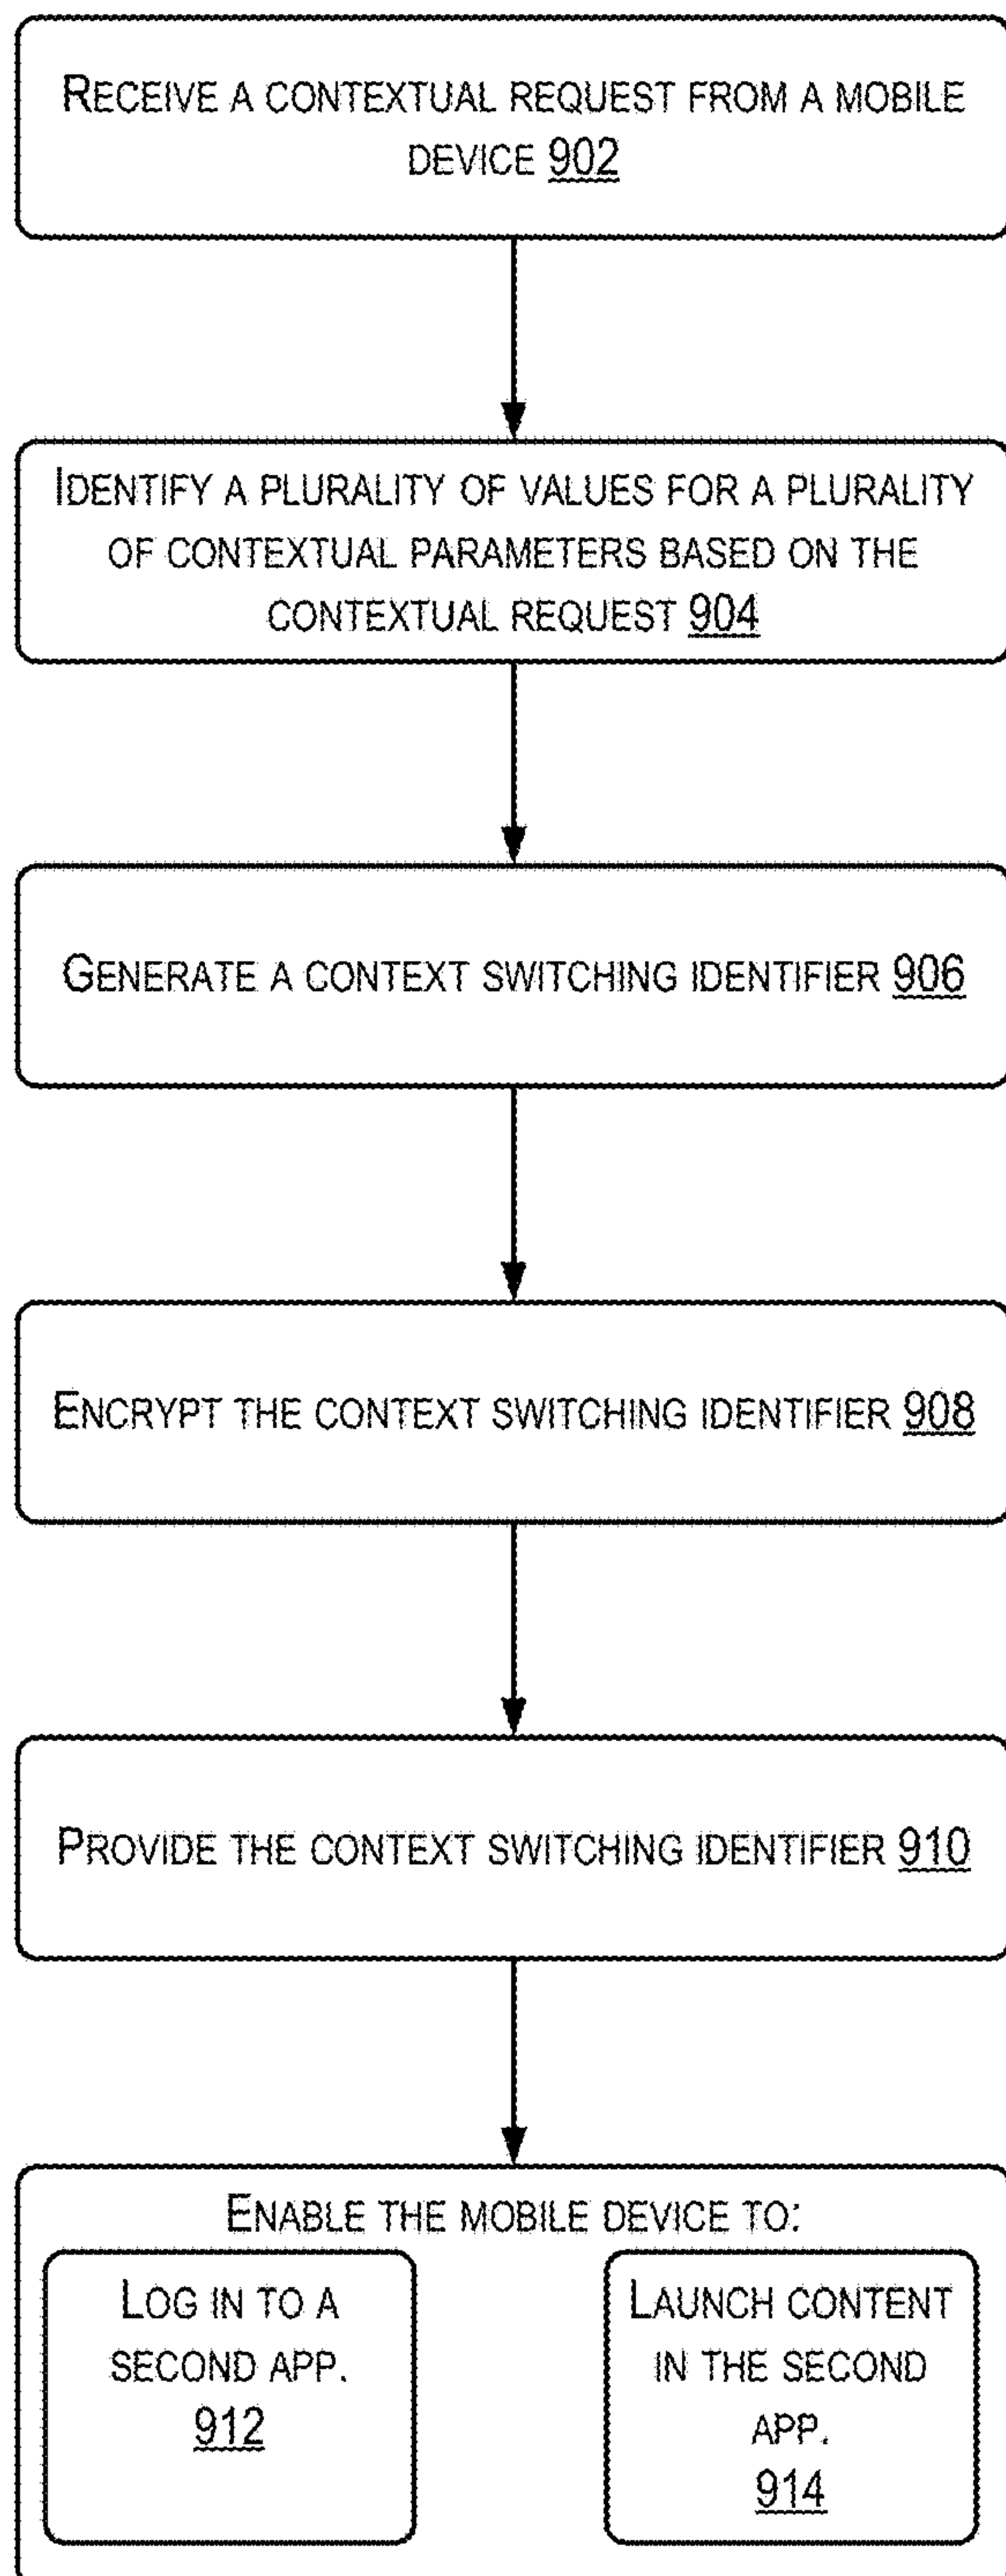 RECEIVE A CONTEXTUAL REQUEST FROM A MOBILE
DEVICE 902
IDENTIFY A PLURALITY OF VALUES FOR A PLURALITY
OF CONTEXTUAL PARAMETERS BASED ON THE
CONTEXTUAL REQUEST 904
GENERATE A CONTEXT SWITCHING IDENTIFIER 906
ENCRYPT THE CONTEXT SWITCHING IDENTIFIER 908
PROVIDE THE CONTEXT SWITCHING IDENTIFIER 910
ENABLE THE MOBILE DEVICE TO:
LOG IN TO A
SECOND APP.
912
LAUNCH CONTENT
IN THE SECOND
APP.
914